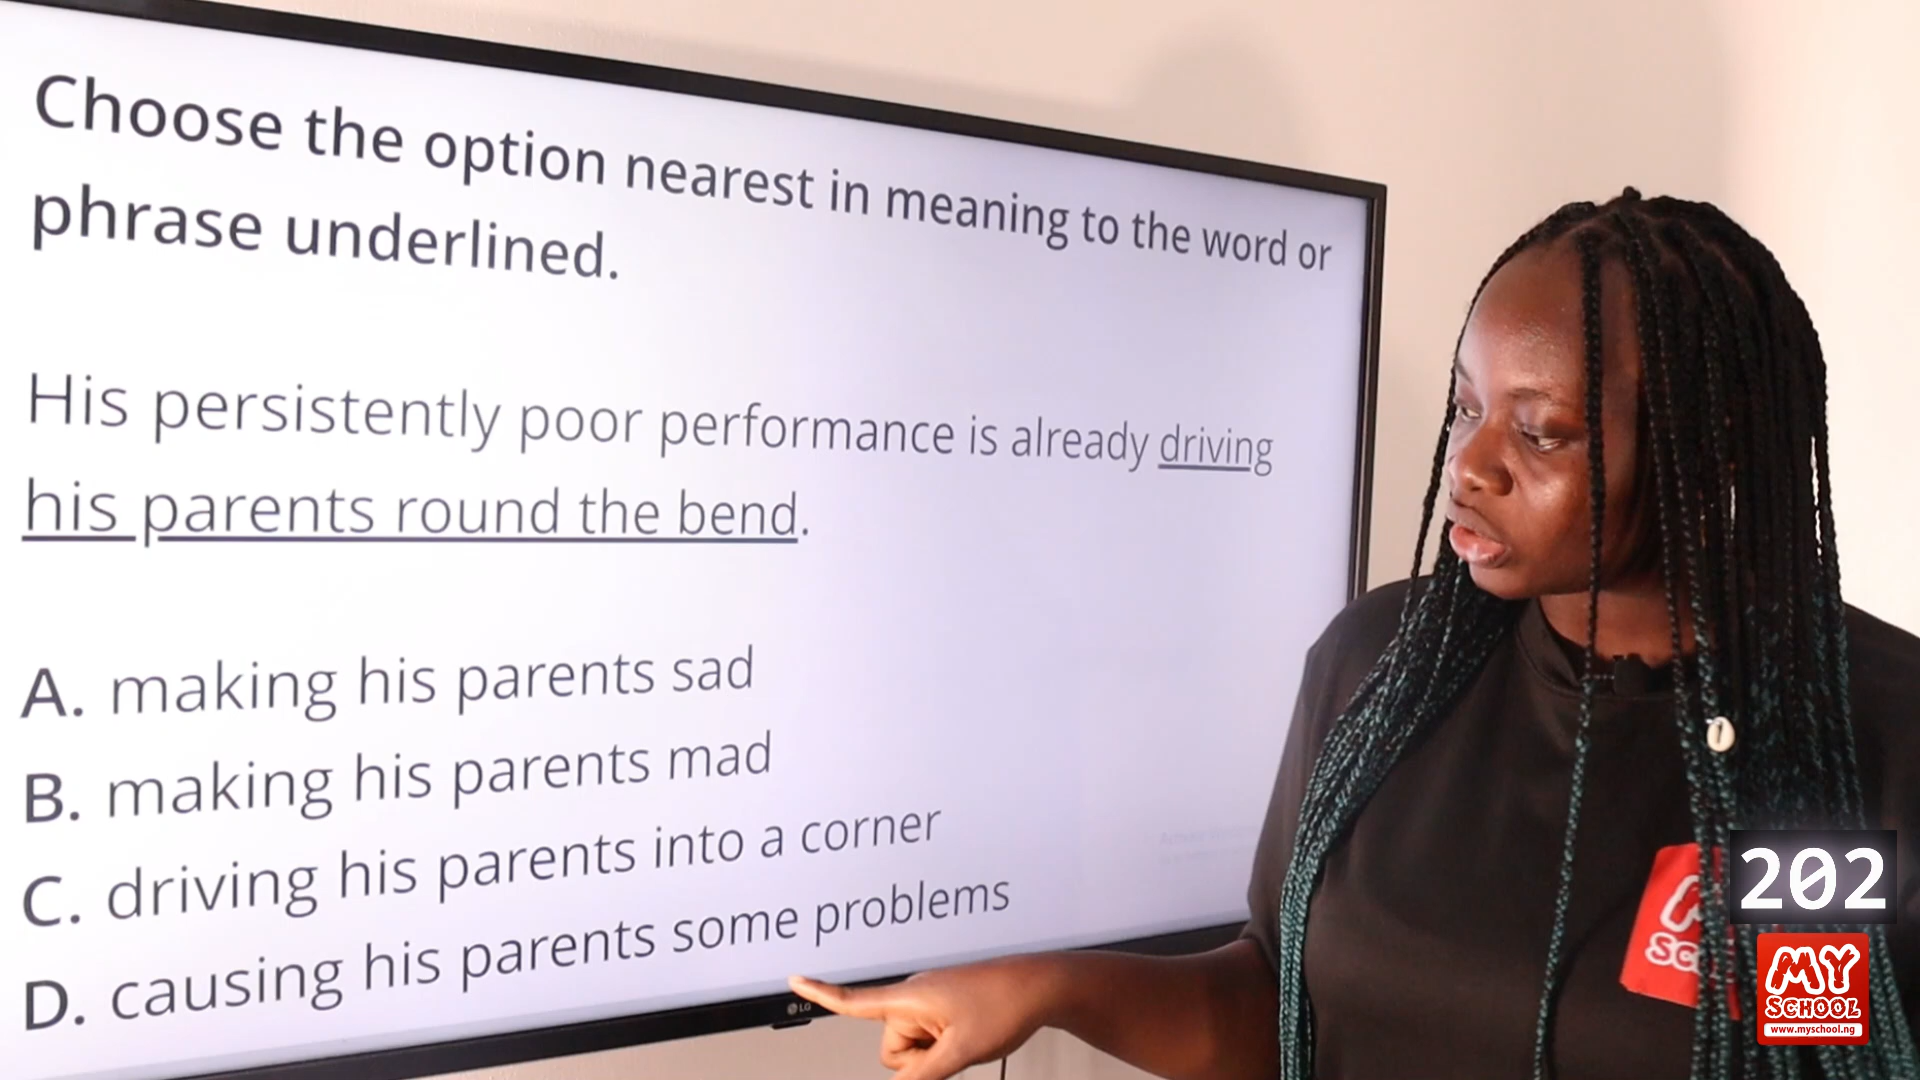 Choose the option nearest in meaning to the word or
phrase underlined.
His persistently poor performance is already driving
his parents round the bend.
A. making his parents sad
B. making his parents mad
C. driving his parents into a corner
D. causing his parents some problems
LG
202
MY
SCHOOL
www.myschool.ng